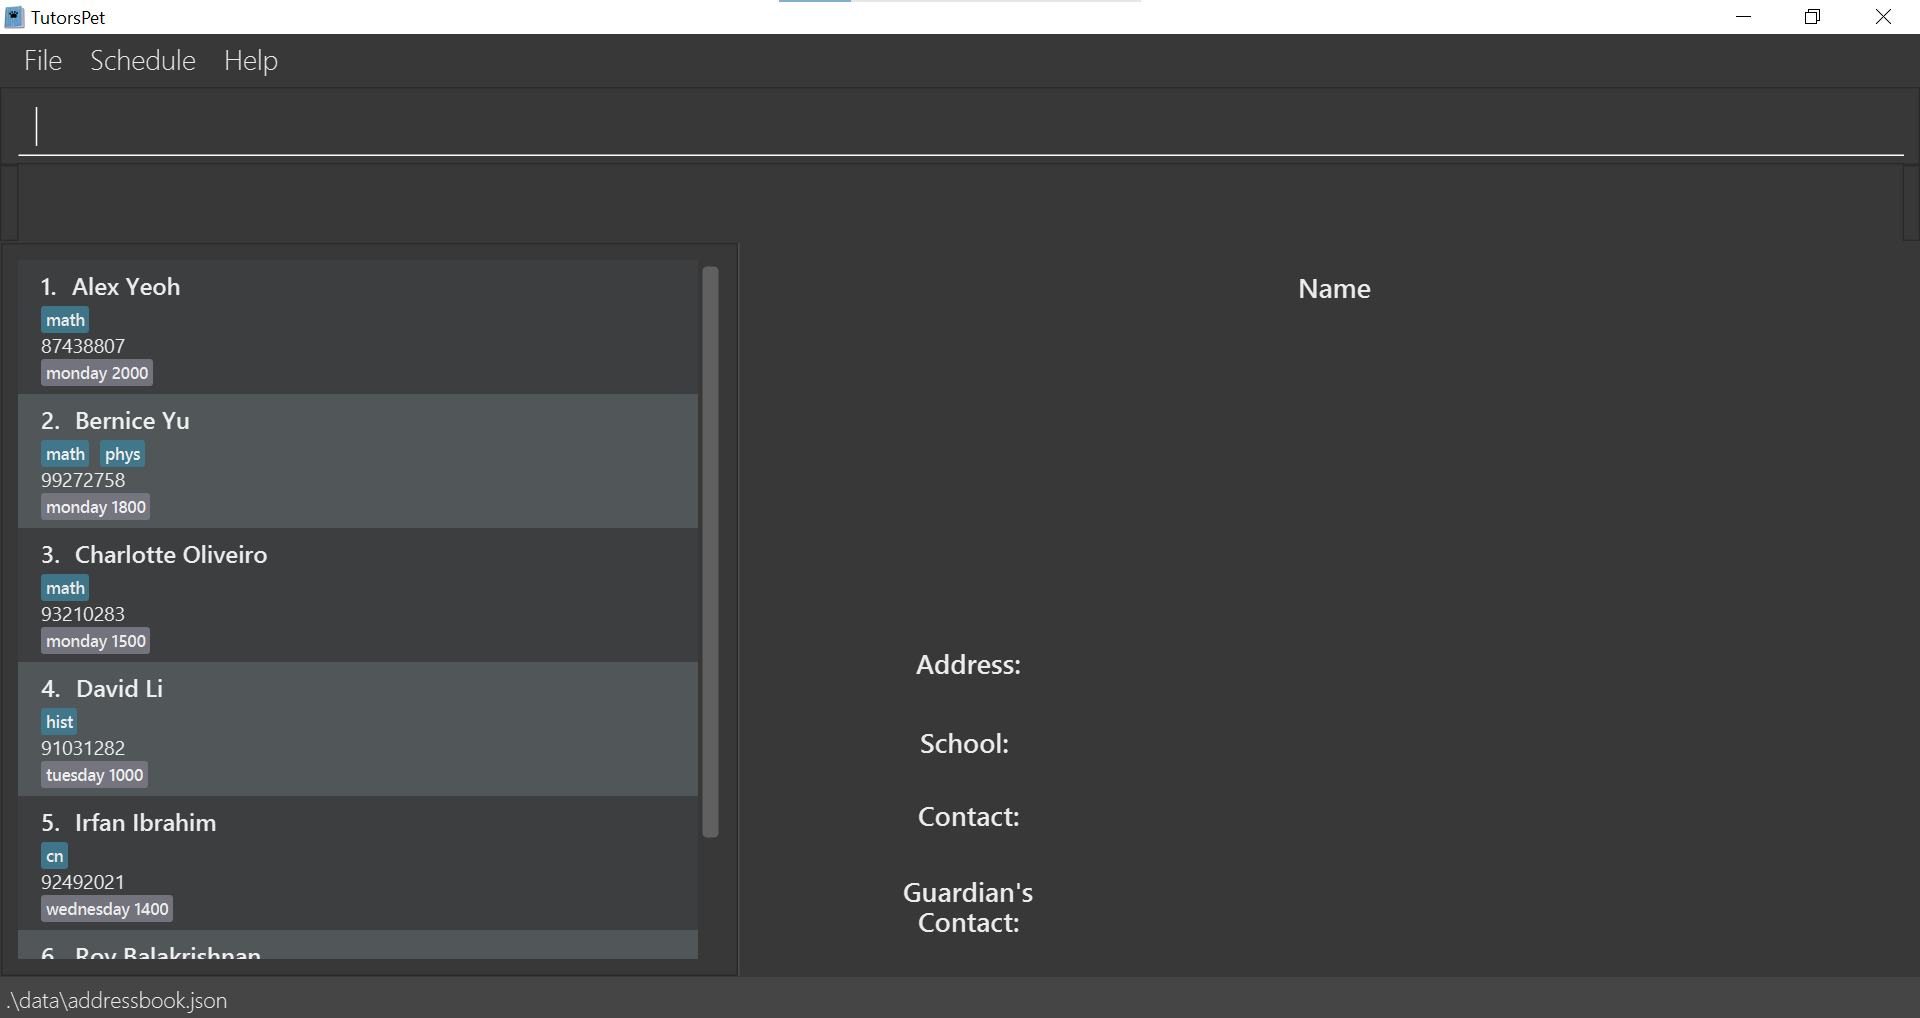 TutorsPet
File Schedule Help
1. Alex Yeoh
math
87438807
monday 2000
2. Bernice Yu
math phys
99272758
monday 1800
3. Charlotte Oliveiro
math
93210283
monday 1500
4. David Li
hist
91031282
tuesday 1000
5. Irfan Ibrahim
cn
92492021
wednesday 1400
6. Roy Balakrishnan
Name
Address:
School:
Contact:
Guardian's
Contact:
.\data\addressbook.json